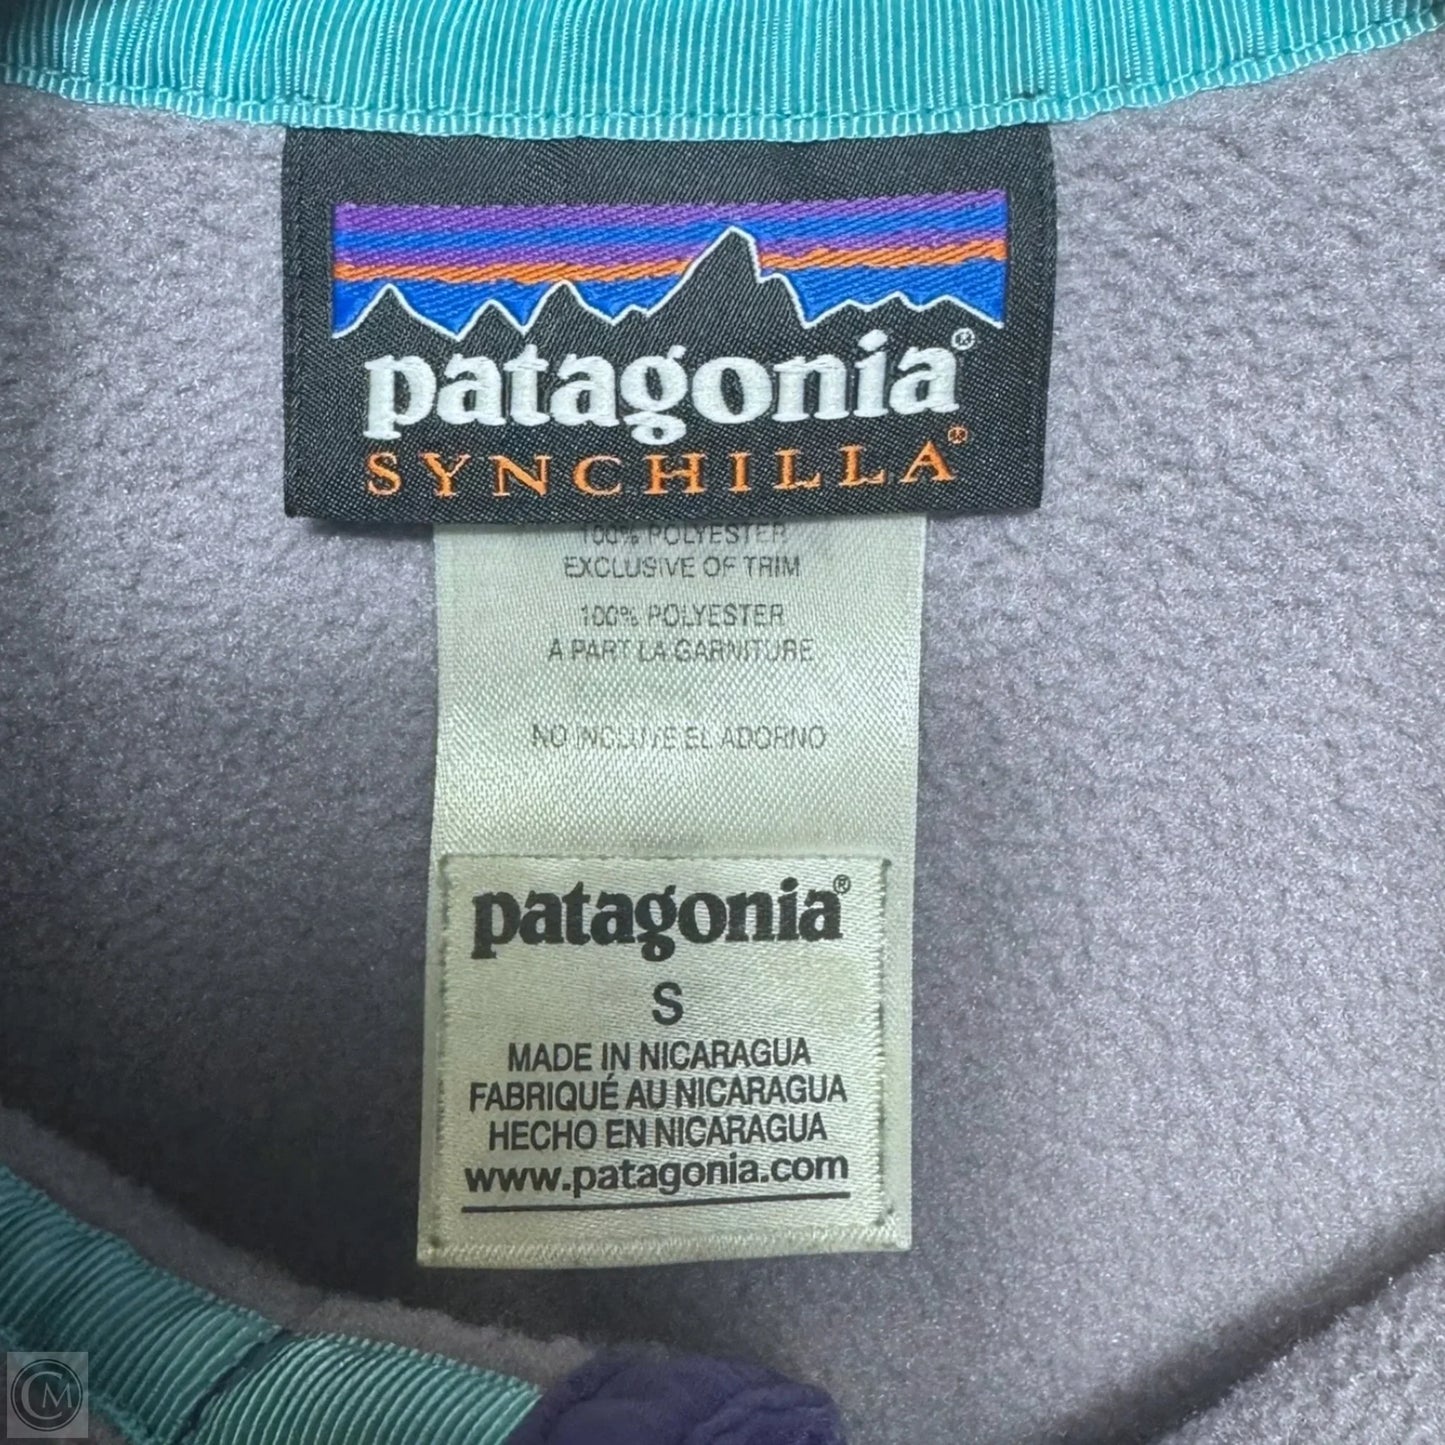 patagonia®
SYNCHILLA®
100% POLYESTER
EXCLUSIVE OF TRIM
100% POLYESTER
À PART LA GARNITURE
NO INCLUYE EL ADORNO
patagonia®
S
MADE IN NICARAGUA
FABRIQUÉ AU NICARAGUA
HECHO EN NICARAGUA
www.patagonia.com
CM